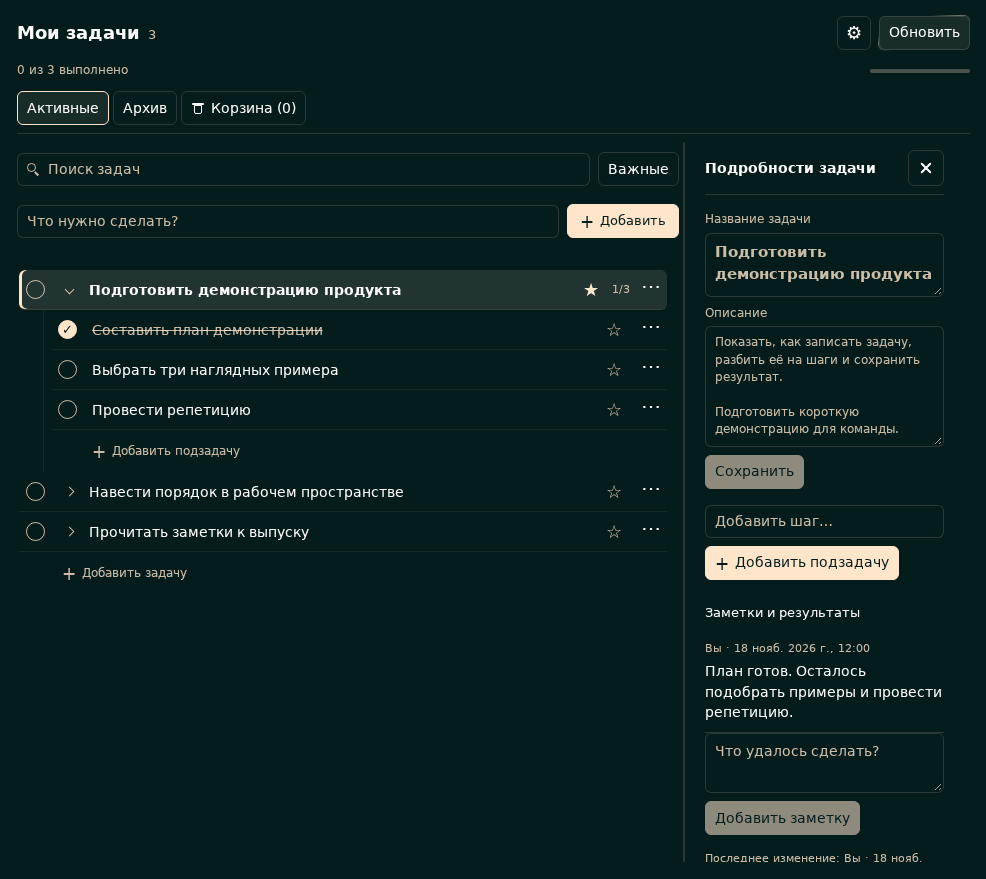 Мои задачи 3
Обновить
0 из 3 выполнено
Активные
Архив
Корзина (0)
Поиск задач
Важные
Что нужно сделать?
+ Добавить
Подготовить демонстрацию продукта
1/3
Составить план демонстрации
Выбрать три наглядных примера
Провести репетицию
+ Добавить подзадачу
Навести порядок в рабочем пространстве
Прочитать заметки к выпуску
+ Добавить задачу
Подробности задачи
Название задачи
Подготовить
демонстрацию продукта
Описание
Показать, как записать задачу,
разбить её на шаги и сохранить
результат.
Подготовить короткую
демонстрацию для команды.
Сохранить
Добавить шаг…
+ Добавить подзадачу
Заметки и результаты
Вы · 18 нояб. 2026 г., 12:00
План готов. Осталось
подобрать примеры и провести
репетицию.
Что удалось сделать?
Добавить заметку
Последнее изменение: Вы · 18 нояб.